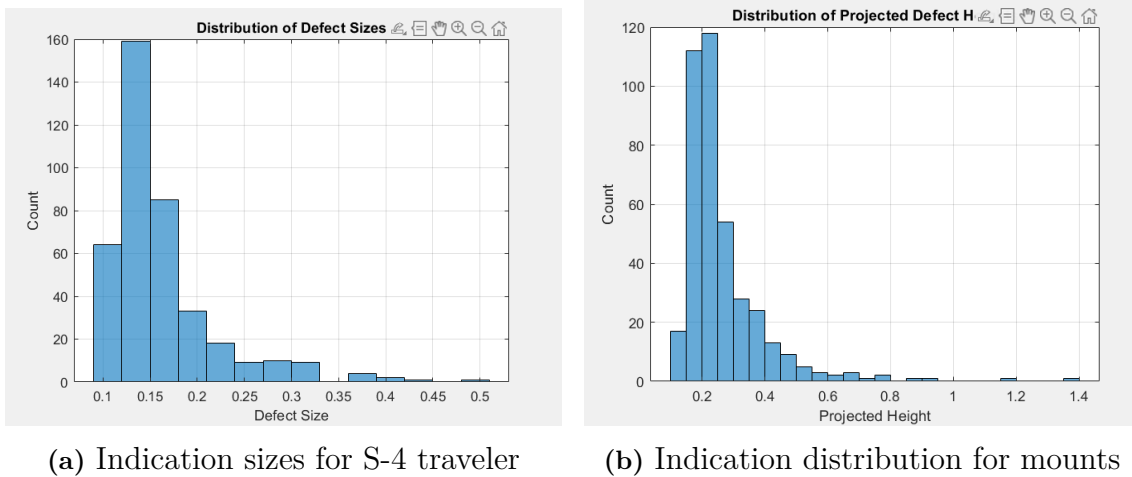 Distribution of Defect Sizes
160
140
120
100
80
60
40
20
0
Count
0.1 0.15 0.2 0.25 0.3 0.35 0.4 0.45 0.5
Defect Size
(a) Indication sizes for S-4 traveler
Distribution of Projected Defect H
120
100
80
60
40
20
0
Count
0.2 0.4 0.6 0.8 1 1.2 1.4
Projected Height
(b) Indication distribution for mounts